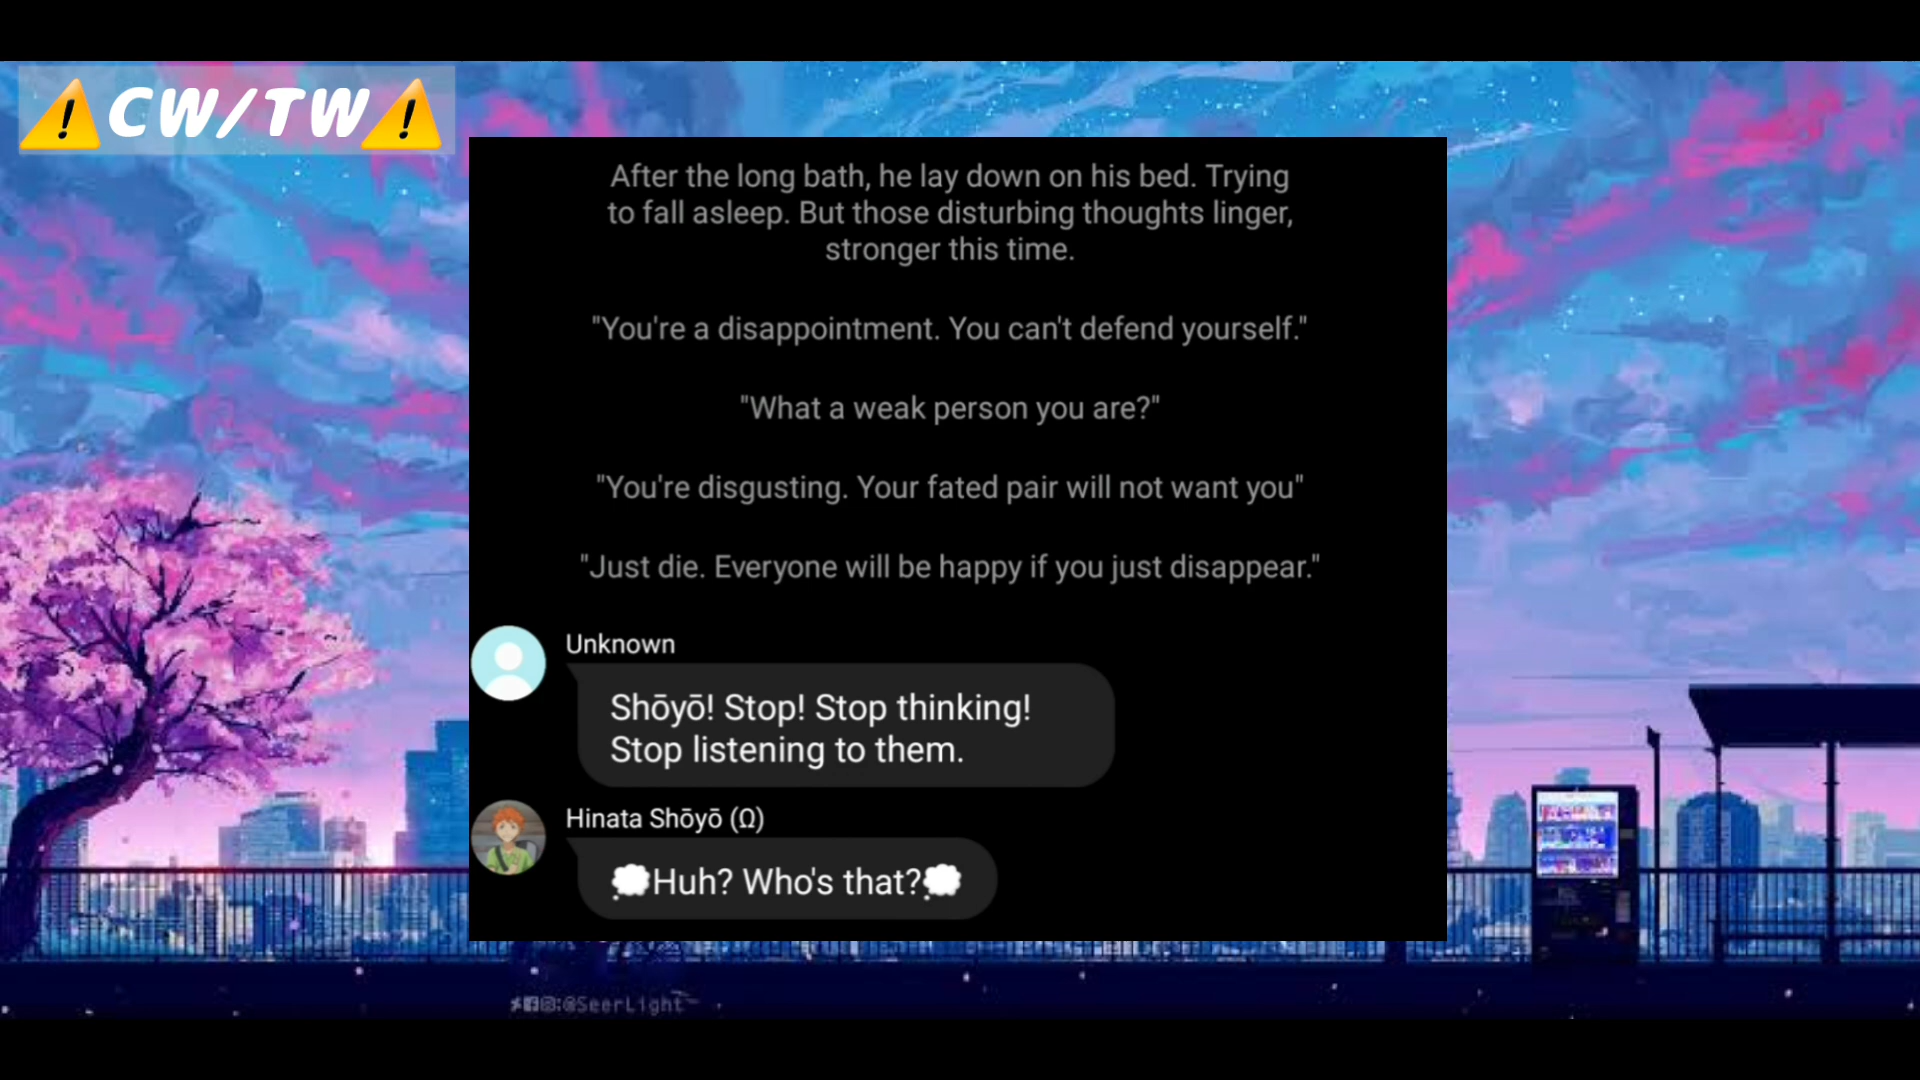 ⚠️CW/TW⚠️
After the long bath, he lay down on his bed. Trying
to fall asleep. But those disturbing thoughts linger,
stronger this time.
"You're a disappointment. You can't defend yourself."
"What a weak person you are?"
"You're disgusting. Your fated pair will not want you"
"Just die. Everyone will be happy if you just disappear."
Unknown
Shōyō! Stop! Stop thinking!
Stop listening to them.
Hinata Shōyō (Ω)
💭Huh? Who's that?💭
@SeerLight